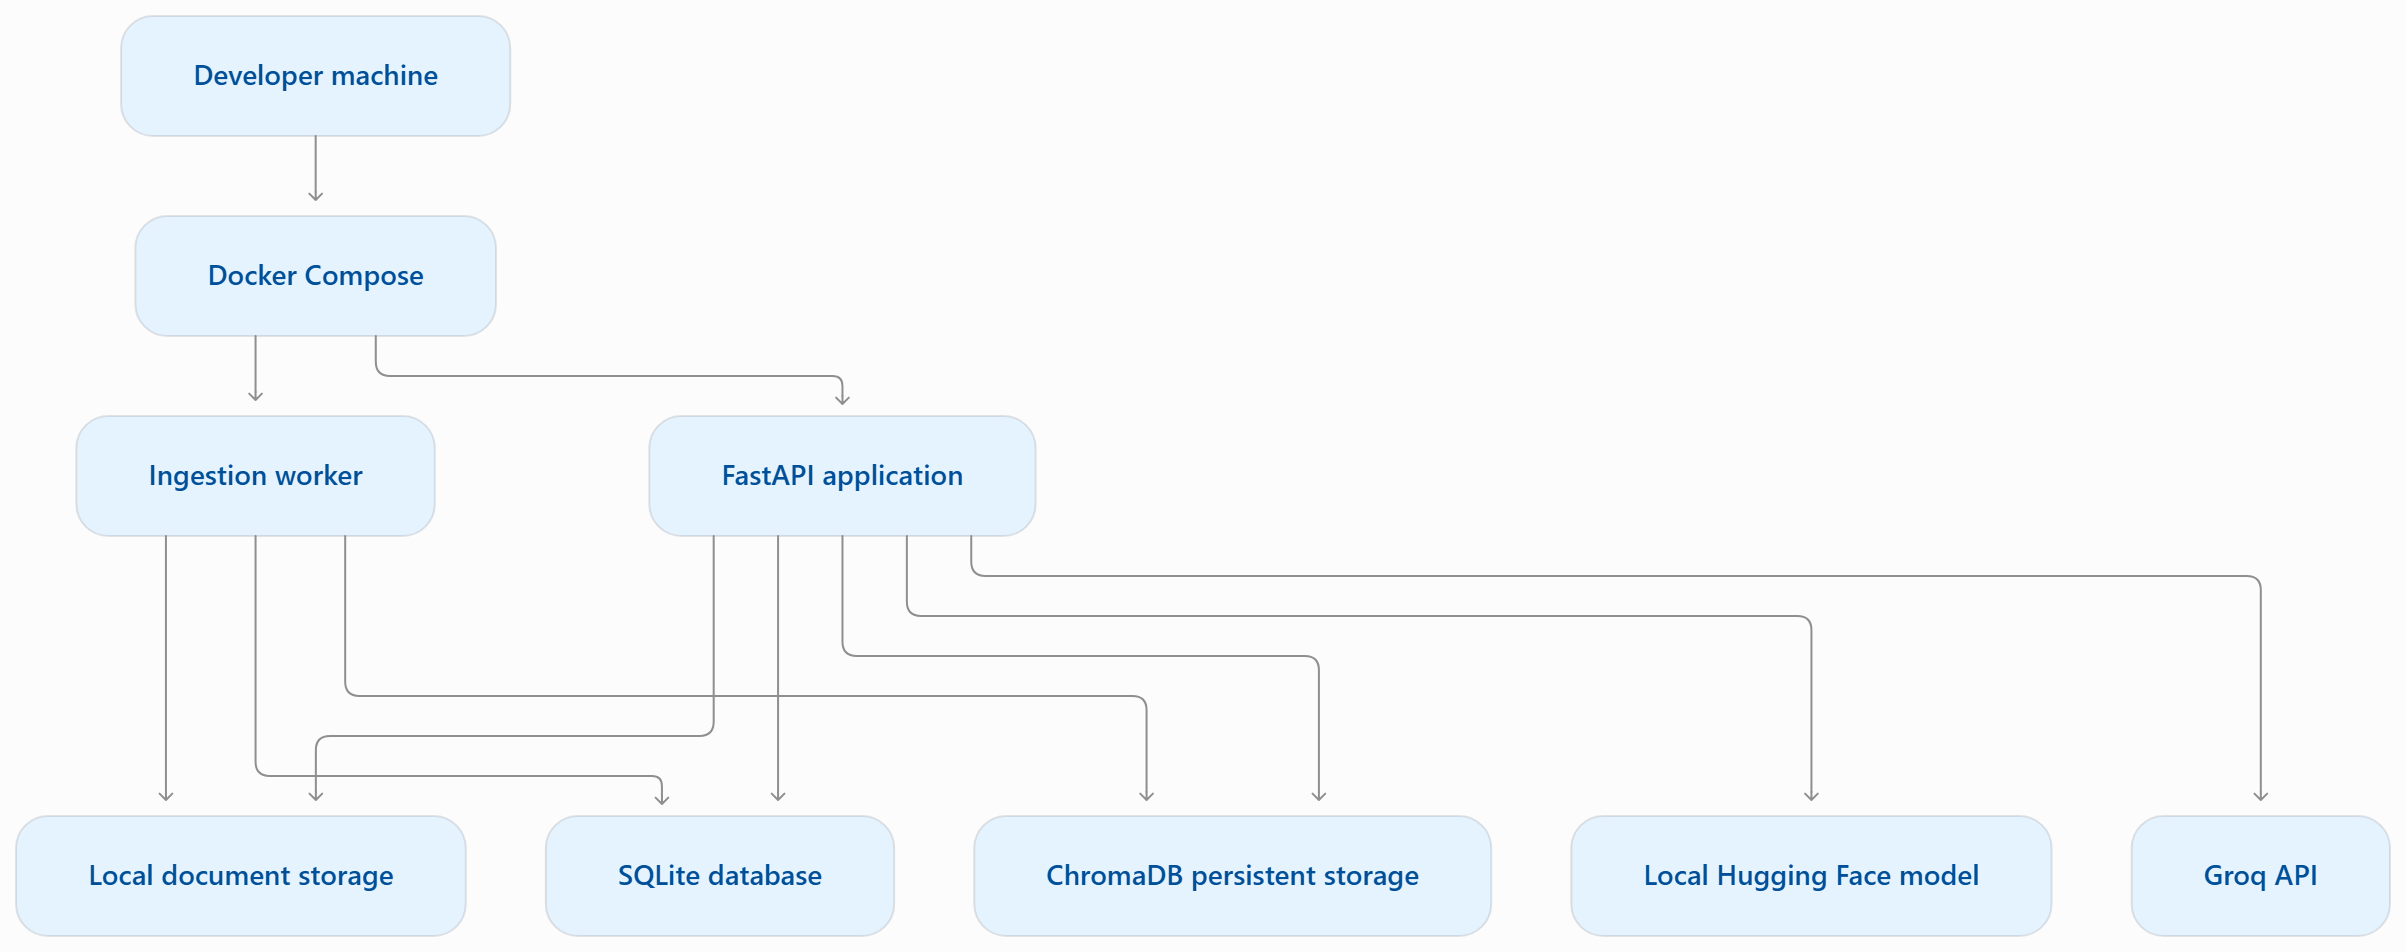 Developer machine
Docker Compose
Ingestion worker
FastAPI application
Local document storage
SQLite database
ChromaDB persistent storage
Local Hugging Face model
Groq API